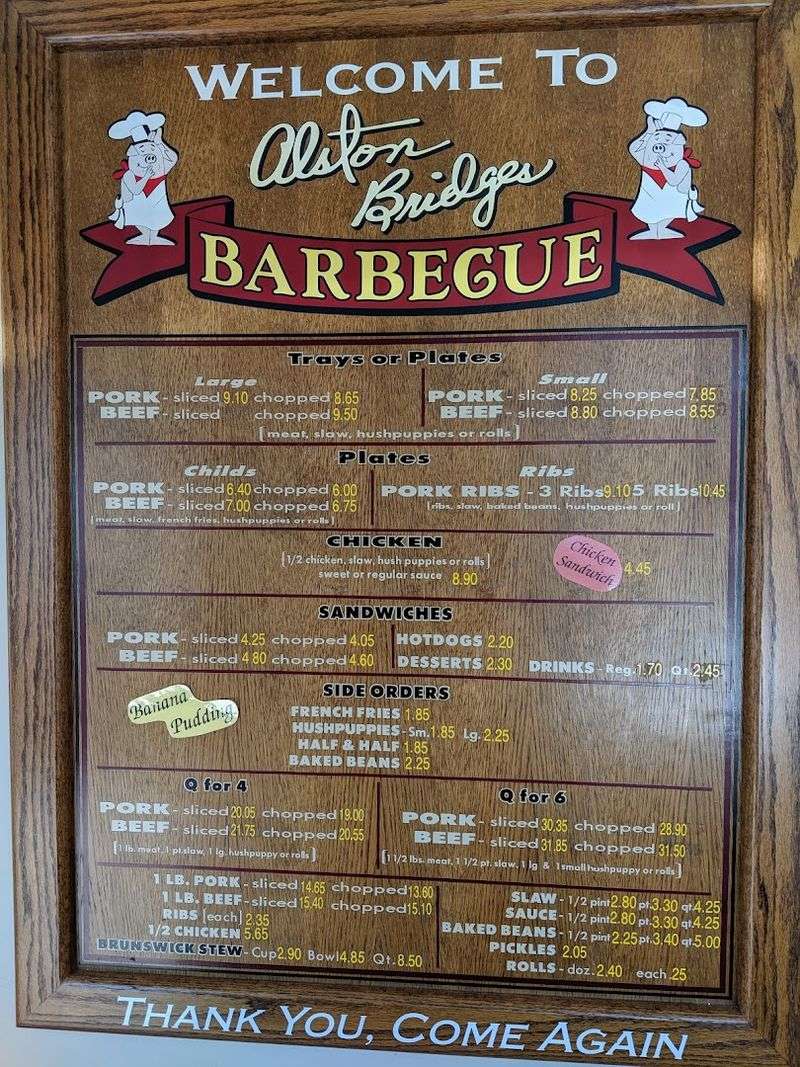 WELCOME TO
Alston
Bridges
BARBECUE
Trays or Plates
Large
PORK - sliced 9.10 chopped 8.65
BEEF - sliced chopped 9.50
Small
PORK - sliced 8.25 chopped 7.85
BEEF - sliced 8.80 chopped 8.55
[meat, slaw, hushpuppies or rolls]
Plates
Childs
PORK - sliced 6.40 chopped 6.00
BEEF - sliced 7.00 chopped 6.75
[meat, slaw, french fries, hushpuppies or rolls]
Ribs
PORK RIBS - 3 Ribs 9.10 5 Ribs 10.45
[ribs, slaw, baked beans, hushpuppies or roll]
CHICKEN
[1/2 chicken, slaw, hush puppies or rolls]
sweet or regular sauce 8.90
Chicken
Sandwich 4.45
SANDWICHES
PORK - sliced 4.25 chopped 4.05
BEEF - sliced 4 80 chopped 4.60
HOTDOGS 2.20
DESSERTS 2.30 DRINKS - Reg. 1.70 Qt. 2.45
Banana
Pudding
SIDE ORDERS
FRENCH FRIES 1.85
HUSHPUPPIES - Sm. 1.85 Lg. 2.25
HALF & HALF 1.85
BAKED BEANS 2.25
Q for 4
PORK - sliced 20.05 chopped 19.00
BEEF - sliced 21.75 chopped 20.55
[1 lb. meat, 1 pt. slaw, 1 lg. hushpuppy or rolls]
Q for 6
PORK - sliced 30.35 chopped 28.90
BEEF - sliced 31.85 chopped 31.50
[1 1/2 lbs. meat, 1 1/2 pt. slaw, 1 lg & 1 small hushpuppy or rolls]
1 LB. PORK - sliced 14.65 chopped 13.60
1 LB. BEEF - sliced 15.40 chopped 15.10
RIBS [each] 2.35
1/2 CHICKEN 5.65
BRUNSWICK STEW - Cup 2.90 Bowl 4.85 Qt. 8.50
SLAW - 1/2 pint 2.80 pt. 3.30 qt. 4.25
SAUCE - 1/2 pint 2.80 pt. 3.30 qt. 4.25
BAKED BEANS - 1/2 pint 2.25 pt. 3.40 qt. 5.00
PICKLES 2.05
ROLLS - doz. 2.40 each .25
THANK YOU, COME AGAIN